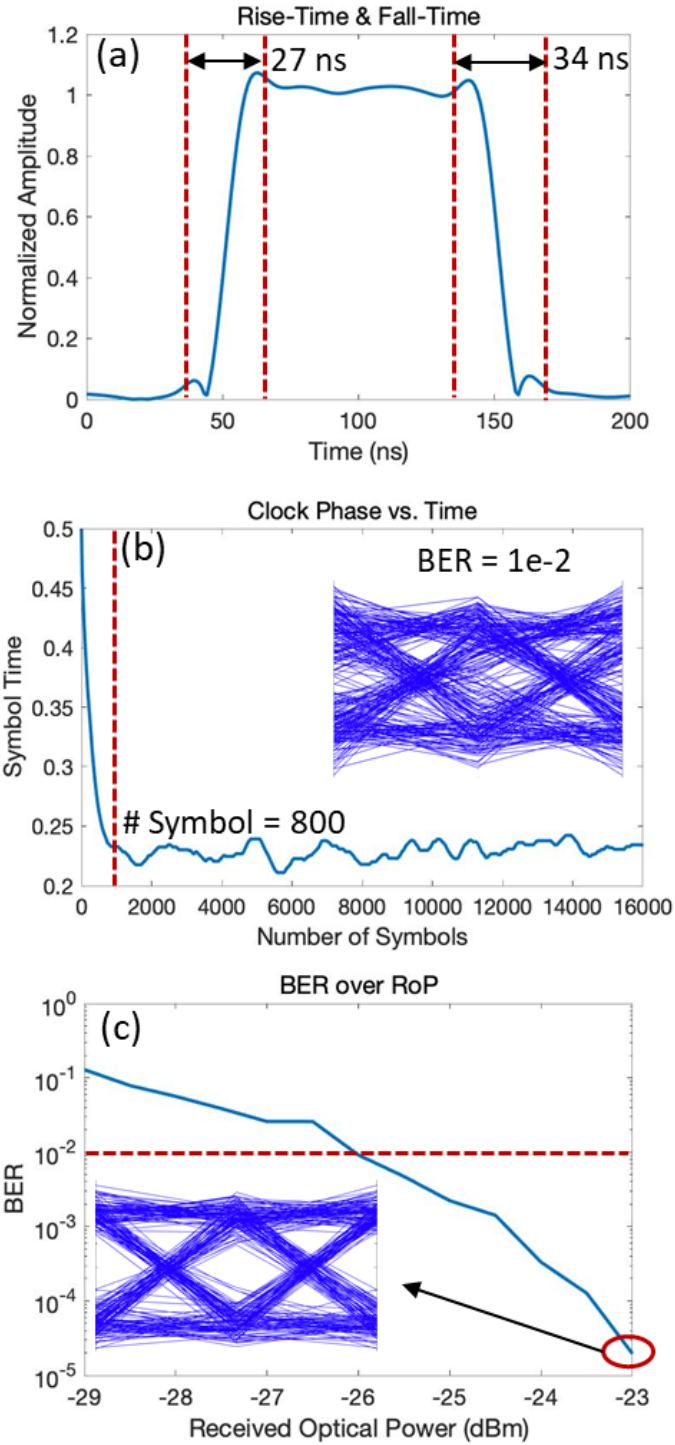 Rise-Time & Fall-Time
(a)
27 ns
34 ns
1.2
1
0.8
0.6
0.4
0.2
0
Normalized Amplitude
0 50 100 150 200
Time (ns)
Clock Phase vs. Time
(b)
BER = 1e-2
# Symbol = 800
0.5
0.45
0.4
0.35
0.3
0.25
0.2
Symbol Time
0 2000 4000 6000 8000 10000 12000 14000 16000
Number of Symbols
BER over RoP
(c)
10^0
10^-1
10^-2
10^-3
10^-4
10^-5
BER
-29 -28 -27 -26 -25 -24 -23
Received Optical Power (dBm)